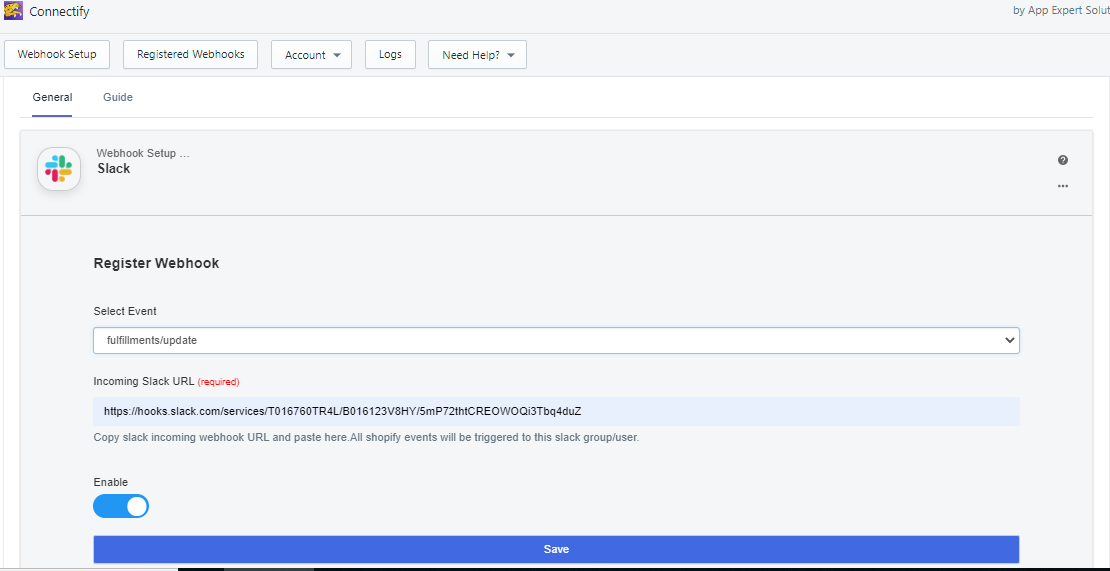 Connectify
by App Expert Solut
Webhook Setup
Registered Webhooks
Account
Logs
Need Help?
General
Guide
Webhook Setup ...
Slack
Register Webhook
Select Event
fulfillments/update
Incoming Slack URL (required)
https://hooks.slack.com/services/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
Copy slack incoming webhook URL and paste here.All shopify events will be triggered to this slack group/user.
Enable
Save